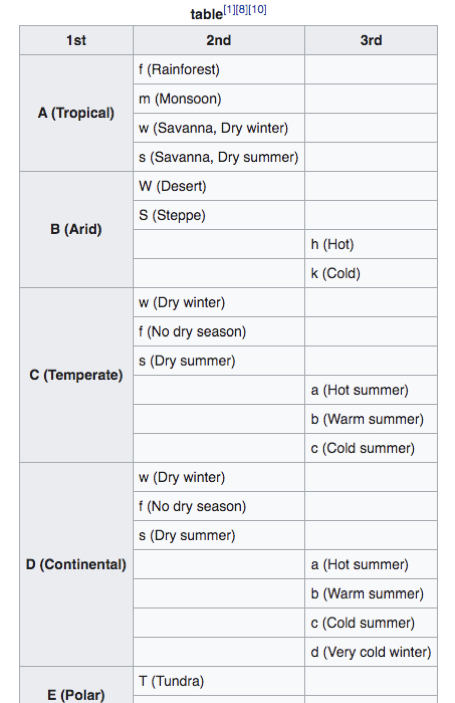 table[1][8][10]
1st 2nd 3rd
A (Tropical)
f (Rainforest)
m (Monsoon)
w (Savanna, Dry winter)
s (Savanna, Dry summer)
B (Arid)
W (Desert)
S (Steppe)
h (Hot)
k (Cold)
C (Temperate)
w (Dry winter)
f (No dry season)
s (Dry summer)
a (Hot summer)
b (Warm summer)
c (Cold summer)
D (Continental)
w (Dry winter)
f (No dry season)
s (Dry summer)
a (Hot summer)
b (Warm summer)
c (Cold summer)
d (Very cold winter)
E (Polar)
T (Tundra)